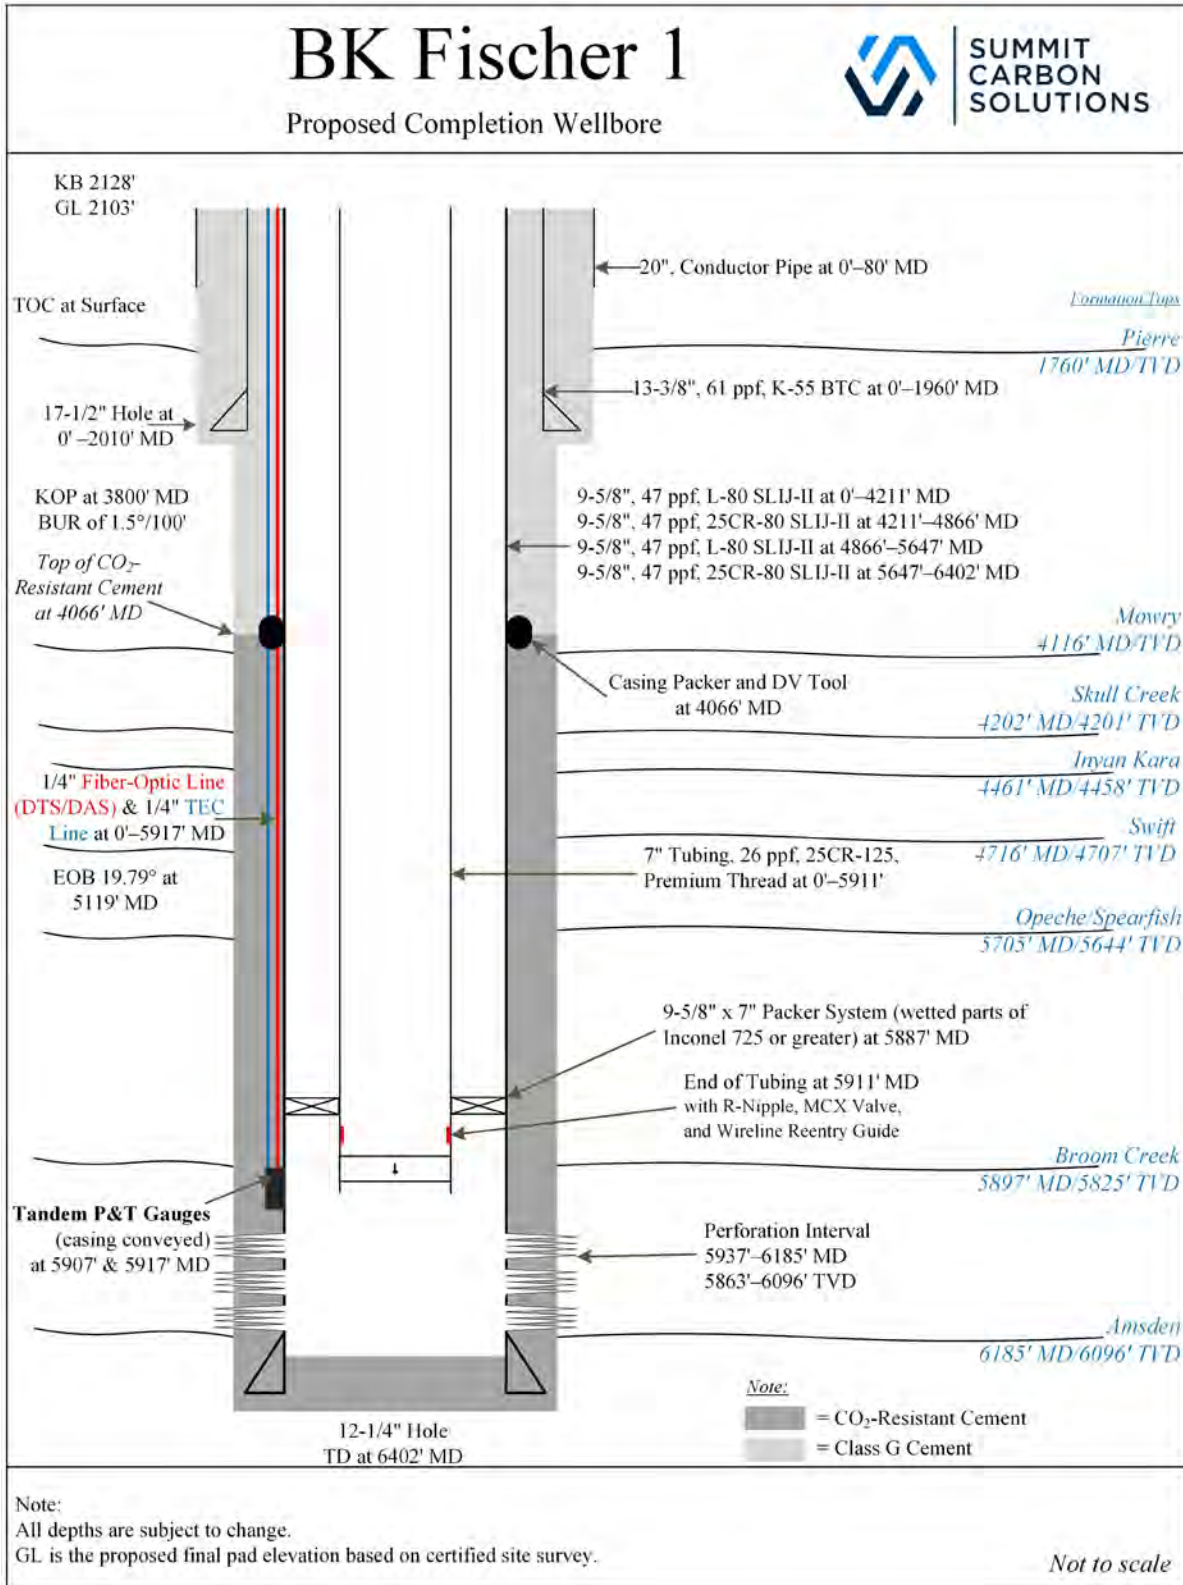 BK Fischer 1
Proposed Completion Wellbore
SUMMIT
CARBON
SOLUTIONS
KB 2128'
GL 2103'
20", Conductor Pipe at 0'–80' MD
TOC at Surface
Formation Tops
Pierre
1760' MD/TVD
13-3/8", 61 ppf, K-55 BTC at 0'–1960' MD
17-1/2" Hole at
0' –2010' MD
KOP at 3800' MD
BUR of 1.5°/100'
9-5/8", 47 ppf, L-80 SLIJ-II at 0'–4211' MD
9-5/8", 47 ppf, 25CR-80 SLIJ-II at 4211'–4866' MD
9-5/8", 47 ppf, L-80 SLIJ-II at 4866'–5647' MD
9-5/8", 47 ppf, 25CR-80 SLIJ-II at 5647'–6402' MD
Top of CO₂-
Resistant Cement
at 4066' MD
Mowry
4116' MD/TVD
Casing Packer and DV Tool
at 4066' MD
Skull Creek
4202' MD/4201' TVD
Inyan Kara
4461' MD/4458' TVD
1/4" Fiber-Optic Line
(DTS/DAS) & 1/4" TEC
Line at 0'–5917' MD
Swift
4716' MD/4707' TVD
7" Tubing, 26 ppf, 25CR-125,
Premium Thread at 0'–5911'
EOB 19.79° at
5119' MD
Opeche/Spearfish
5705' MD/5644' TVD
9-5/8" x 7" Packer System (wetted parts of
Inconel 725 or greater) at 5887' MD
End of Tubing at 5911' MD
with R-Nipple, MCX Valve,
and Wireline Reentry Guide
Broom Creek
5897' MD/5825' TVD
Tandem P&T Gauges
(casing conveyed)
at 5907' & 5917' MD
Perforation Interval
5937'–6185' MD
5863'–6096' TVD
Amsden
6185' MD/6096' TVD
Note:
= CO₂-Resistant Cement
= Class G Cement
12-1/4" Hole
TD at 6402' MD
Note:
All depths are subject to change.
GL is the proposed final pad elevation based on certified site survey.
Not to scale